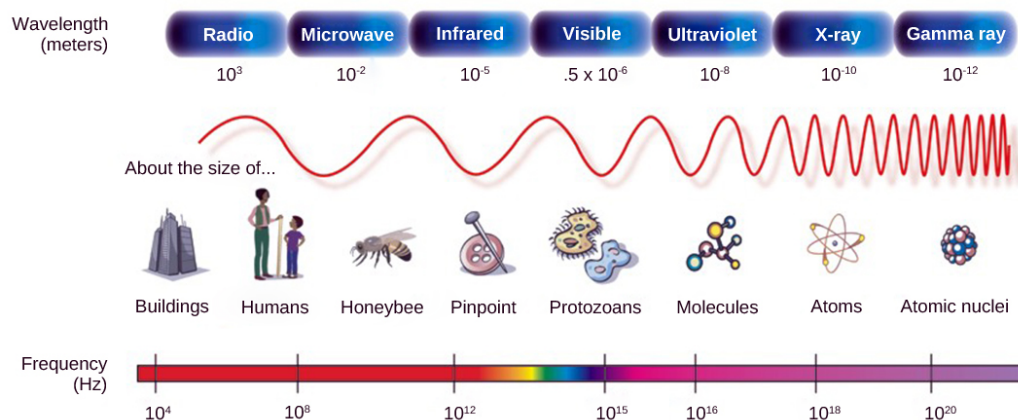 Wavelength
(meters)
Radio Microwave Infrared Visible Ultraviolet X-ray Gamma ray
10³ 10⁻² 10⁻⁵ .5 x 10⁻⁶ 10⁻⁸ 10⁻¹⁰ 10⁻¹²
About the size of...
Buildings Humans Honeybee Pinpoint Protozoans Molecules Atoms Atomic nuclei
Frequency
(Hz)
10⁴ 10⁸ 10¹² 10¹⁵ 10¹⁶ 10¹⁸ 10²⁰